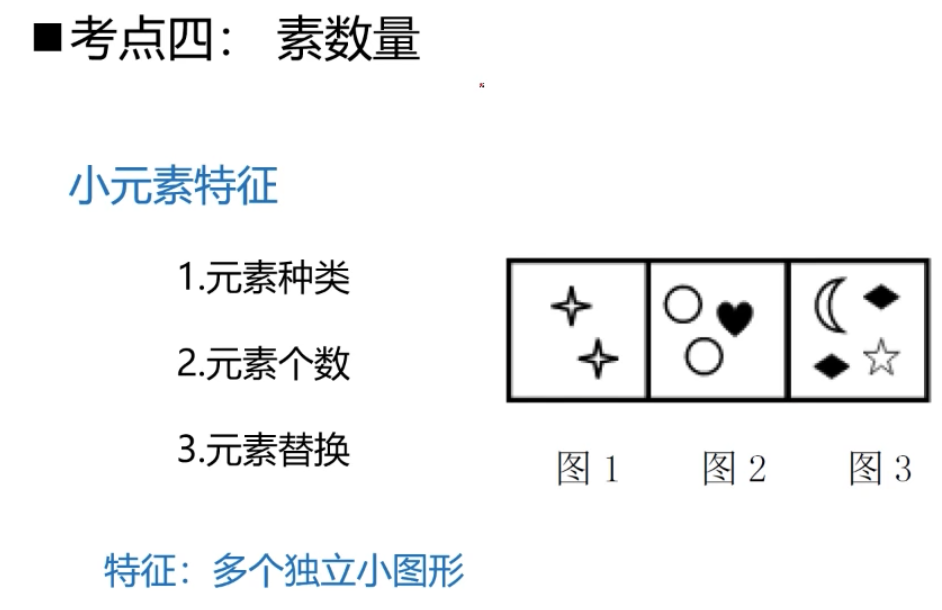 ■考点四： 素数量
小元素特征
1.元素种类
2.元素个数
3.元素替换
图 1 图 2 图 3
特征：多个独立小图形